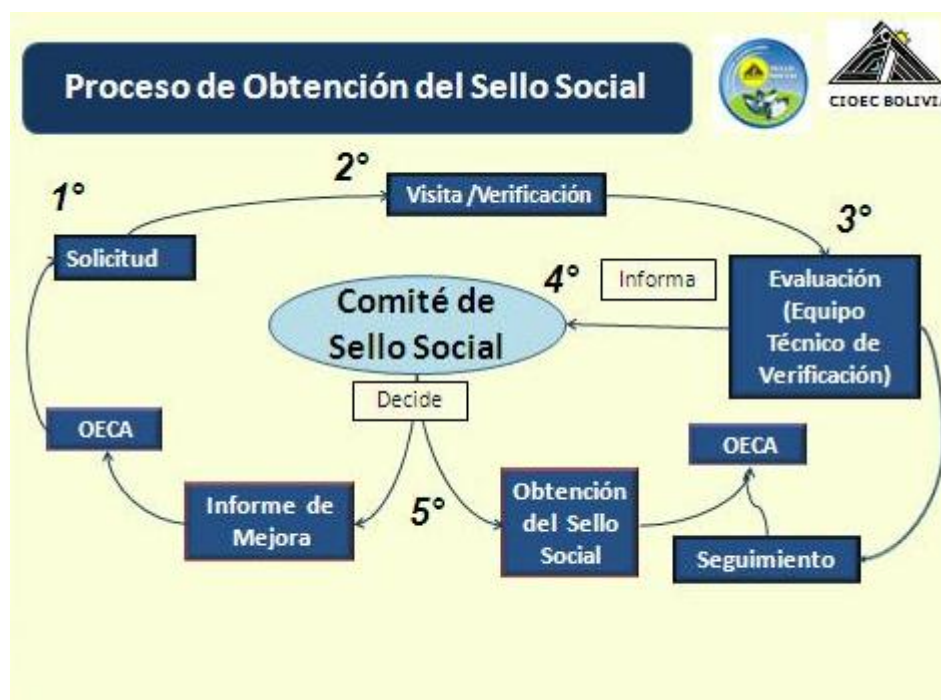 Proceso de Obtención del Sello Social
CIOEC BOLIVIA
1°
2°
Visita /Verificación
3°
Solicitud
4°
Informa
Evaluación
(Equipo
Técnico de
Verificación)
Comité de
Sello Social
Decide
OECA
OECA
Informe de
Mejora
5°
Obtención
del Sello
Social
Seguimiento